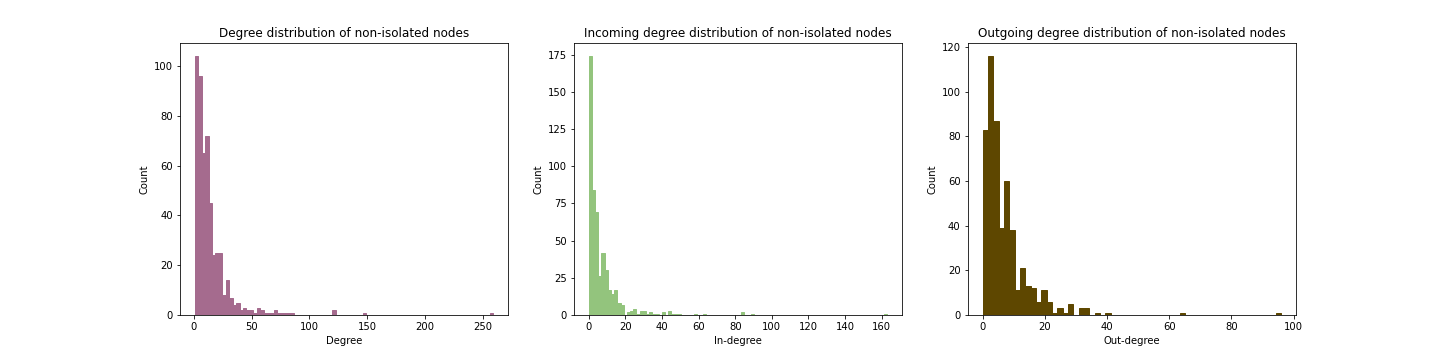 Degree distribution of non-isolated nodes
Count
100
80
60
40
20
0
0 50 100 150 200 250
Degree
Incoming degree distribution of non-isolated nodes
Count
175
150
125
100
75
50
25
0
0 20 40 60 80 100 120 140 160
In-degree
Outgoing degree distribution of non-isolated nodes
Count
120
100
80
60
40
20
0
0 20 40 60 80 100
Out-degree